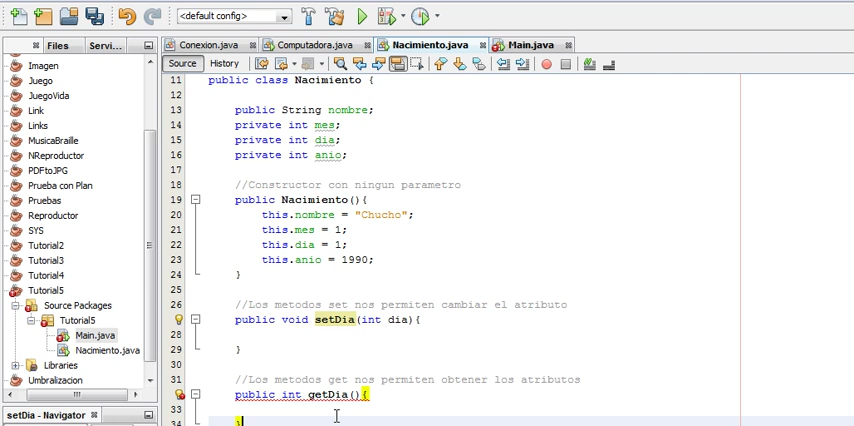 <default config>
Files
Servi...
Conexion.java
Computadora.java
Nacimiento.java
Main.java
Source
History
Imagen
Juego
JuegoVida
Link
Links
MusicaBraille
NReproductor
PDFtoJPG
Prueba con Plan
Pruebas
Reproductor
SYS
Tutorial2
Tutorial3
Tutorial4
Tutorial5
Source Packages
Tutorial5
Main.java
Nacimiento.java
Libraries
Umbralizacion
setDia - Navigator
11 public class Nacimiento {
12
13 public String nombre;
14 private int mes;
15 private int dia;
16 private int anio;
17
18 //Constructor con ningun parametro
19 public Nacimiento(){
20 this.nombre = "Chucho";
21 this.mes = 1;
22 this.dia = 1;
23 this.anio = 1990;
24 }
25
26 //Los metodos set nos permiten cambiar el atributo
public void setDia(int dia){
28
29 }
30
31 //Los metodos get nos permiten obtener los atributos
public int getDia(){
33
34 }